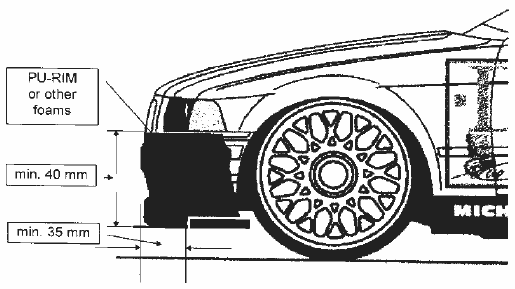 PU-RIM
or other
foams
min. 40 mm
min. 35 mm
MICH